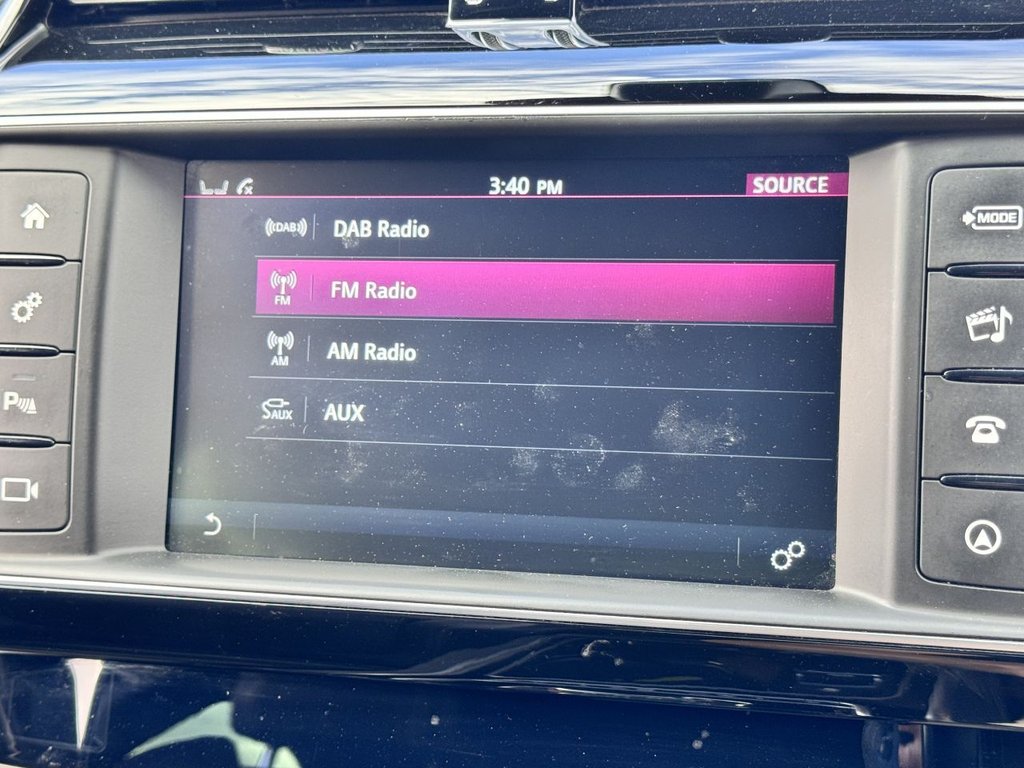 3:40 PM
SOURCE
DAB
DAB Radio
FM
FM Radio
AM
AM Radio
AUX
AUX
MODE
P